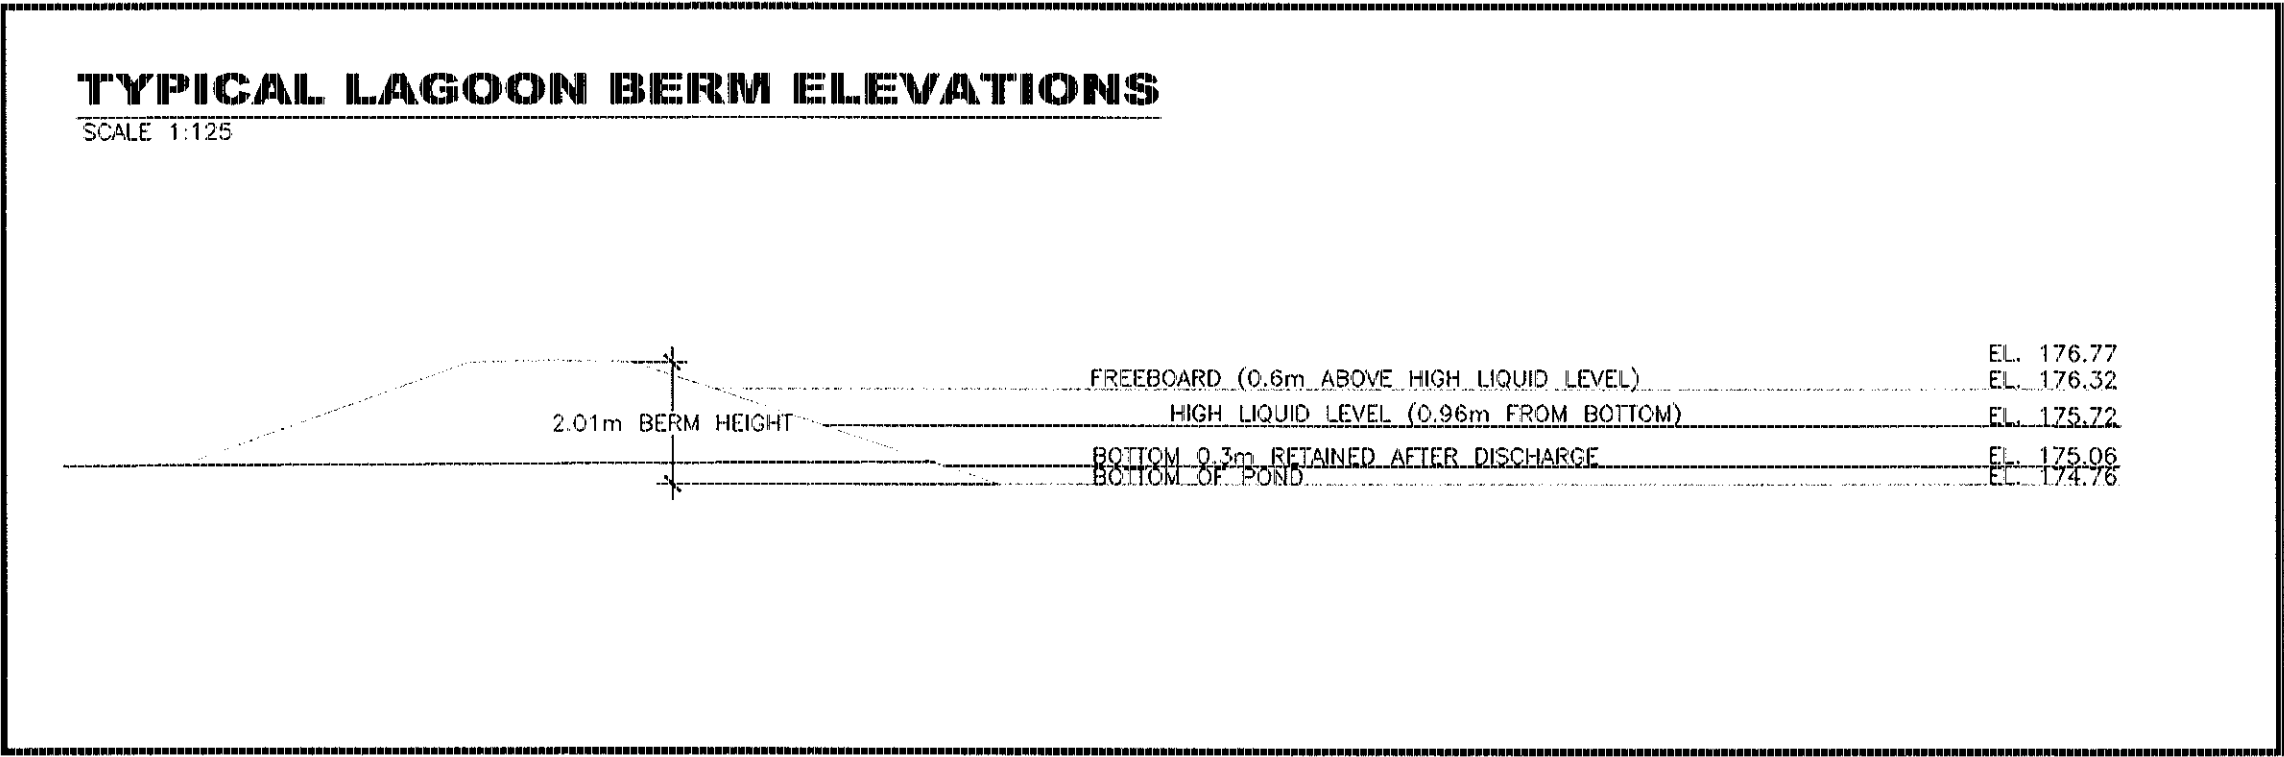 TYPICAL LAGOON BERM ELEVATIONS
SCALE 1:125
EL. 176.77
FREEBOARD (0.6m ABOVE HIGH LIQUID LEVEL) EL. 176.32
HIGH LIQUID LEVEL (0.96m FROM BOTTOM) EL. 175.72
2.01m BERM HEIGHT
BOTTOM 0.3m RETAINED AFTER DISCHARGE EL. 175.06
BOTTOM OF POND EL. 174.76